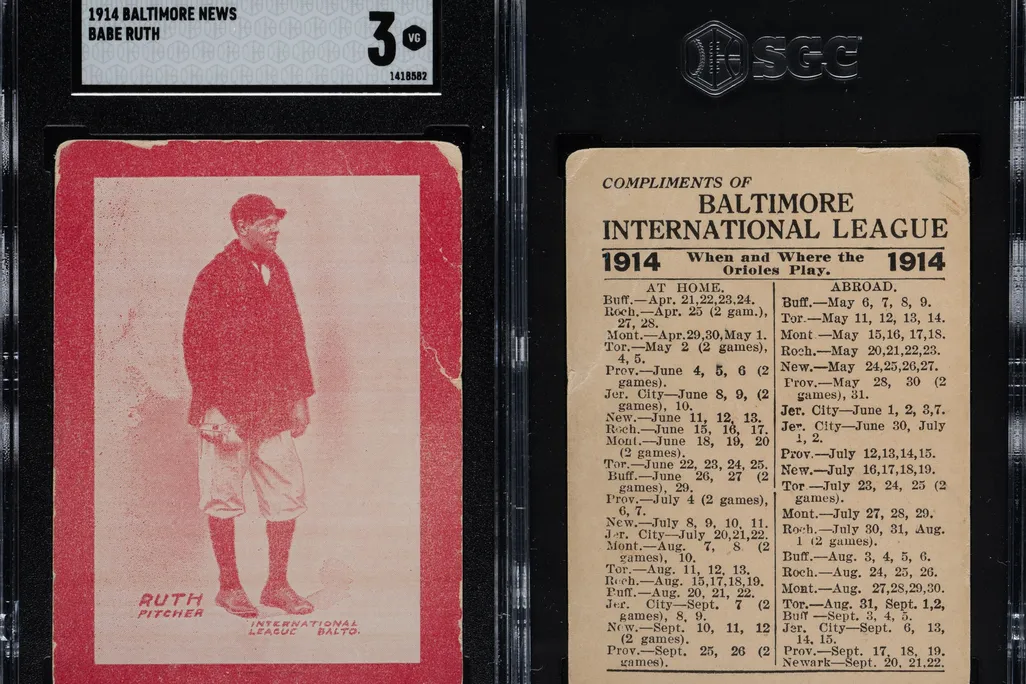 1914 BALTIMORE NEWS
BABE RUTH
3
VG
1418582
SGC
RUTH
PITCHER
INTERNATIONAL
LEAGUE BALTO.
COMPLIMENTS OF
BALTIMORE
INTERNATIONAL LEAGUE
1914 When and Where the Orioles Play. 1914
AT HOME.
Buff.—Apr. 21,22,23.24.
Roch.—Apr. 25 (2 gam.),
27, 28.
Mont.—Apr.29,30,May 1.
Tor.—May 2 (2 games),
4, 5.
Prov.—June 4, 5, 6 (2
games).
Jer. City—June 8, 9, (2
games), 10.
New.—June 11, 12, 13.
Roch.—June 15, 16, 17.
Mont.—June 18, 19, 20
(2 games).
Tor.—June 22, 23, 24, 25.
Buff.—June 26, 27 (2
games), 29.
Prov.—July 4 (2 games),
6, 7.
New.—July 8, 9, 10, 11.
Jer. City—July 20,21,22.
Mont.—Aug. 7, 8 (2
games), 10.
Tor.—Aug. 11, 12, 13.
Roch.—Aug. 15,17,18,19.
Buff.—Aug. 20, 21, 22.
Jer. City—Sept. 7 (2
games), 8, 9.
New.—Sept. 10, 11, 12
(2 games).
Prov.—Sept. 25, 26 (2
games).
ABROAD.
Buff.—May 6, 7, 8, 9.
Tor.—May 11, 12, 13, 14.
Mont.—May 15,16, 17,18.
Roch.—May 20,21,22,23.
New.—May 24,25,26,27.
Prov.—May 28, 30 (2
games), 31.
Jer. City—June 1, 2, 3,7.
Jer. City—June 30, July
1, 2.
Prov.—July 12,13,14,15.
New.—July 16,17,18,19.
Tor.—July 23, 24, 25 (2
games).
Mont.—July 27, 28, 29.
Roch.—July 30, 31, Aug.
1 (2 games).
Buff.—Aug. 3, 4, 5, 6.
Roch.—Aug. 24, 25, 26.
Mont.—Aug. 27,28,29,30.
Tor.—Aug. 31, Sept. 1,2,
Buff—Sept. 3, 4, 5.
Jer. City—Sept. 6, 13,
14, 15.
Prov.—Sept. 17, 18, 19.
Newark—Sept. 20, 21,22.